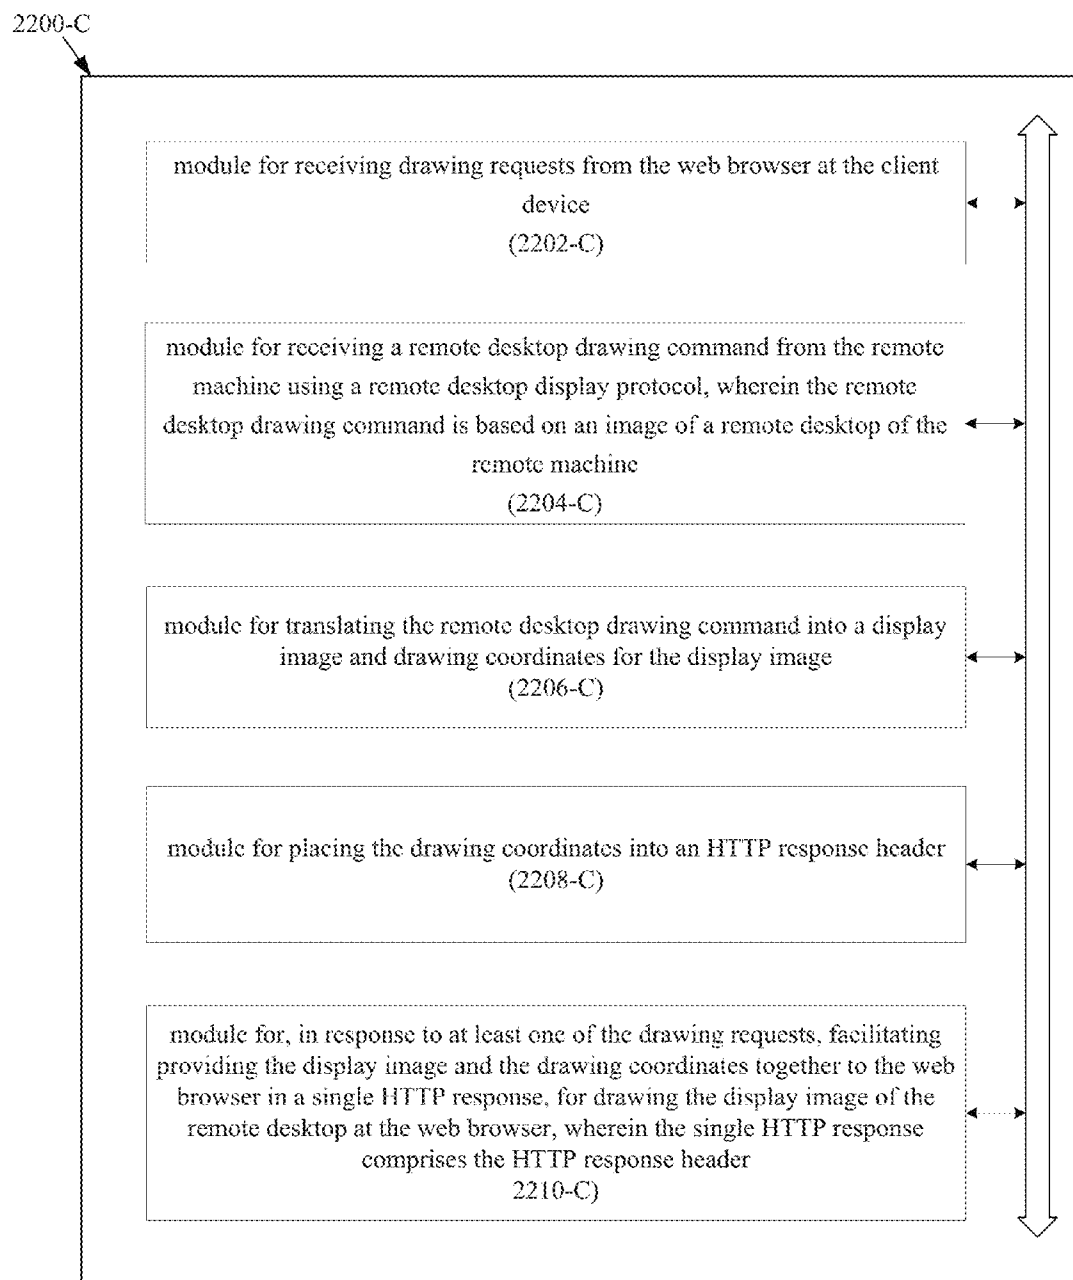 2200-C
module for receiving drawing requests from the web browser at the client
device
(2202-C)
module for receiving a remote desktop drawing command from the remote
machine using a remote desktop display protocol, wherein the remote
desktop drawing command is based on an image of a remote desktop of the
remote machine
(2204-C)
module for translating the remote desktop drawing command into a display
image and drawing coordinates for the display image
(2206-C)
module for placing the drawing coordinates into an HTTP response header
(2208-C)
module for, in response to at least one of the drawing requests, facilitating
providing the display image and the drawing coordinates together to the web
browser in a single HTTP response, for drawing the display image of the
remote desktop at the web browser, wherein the single HTTP response
comprises the HTTP response header
2210-C)